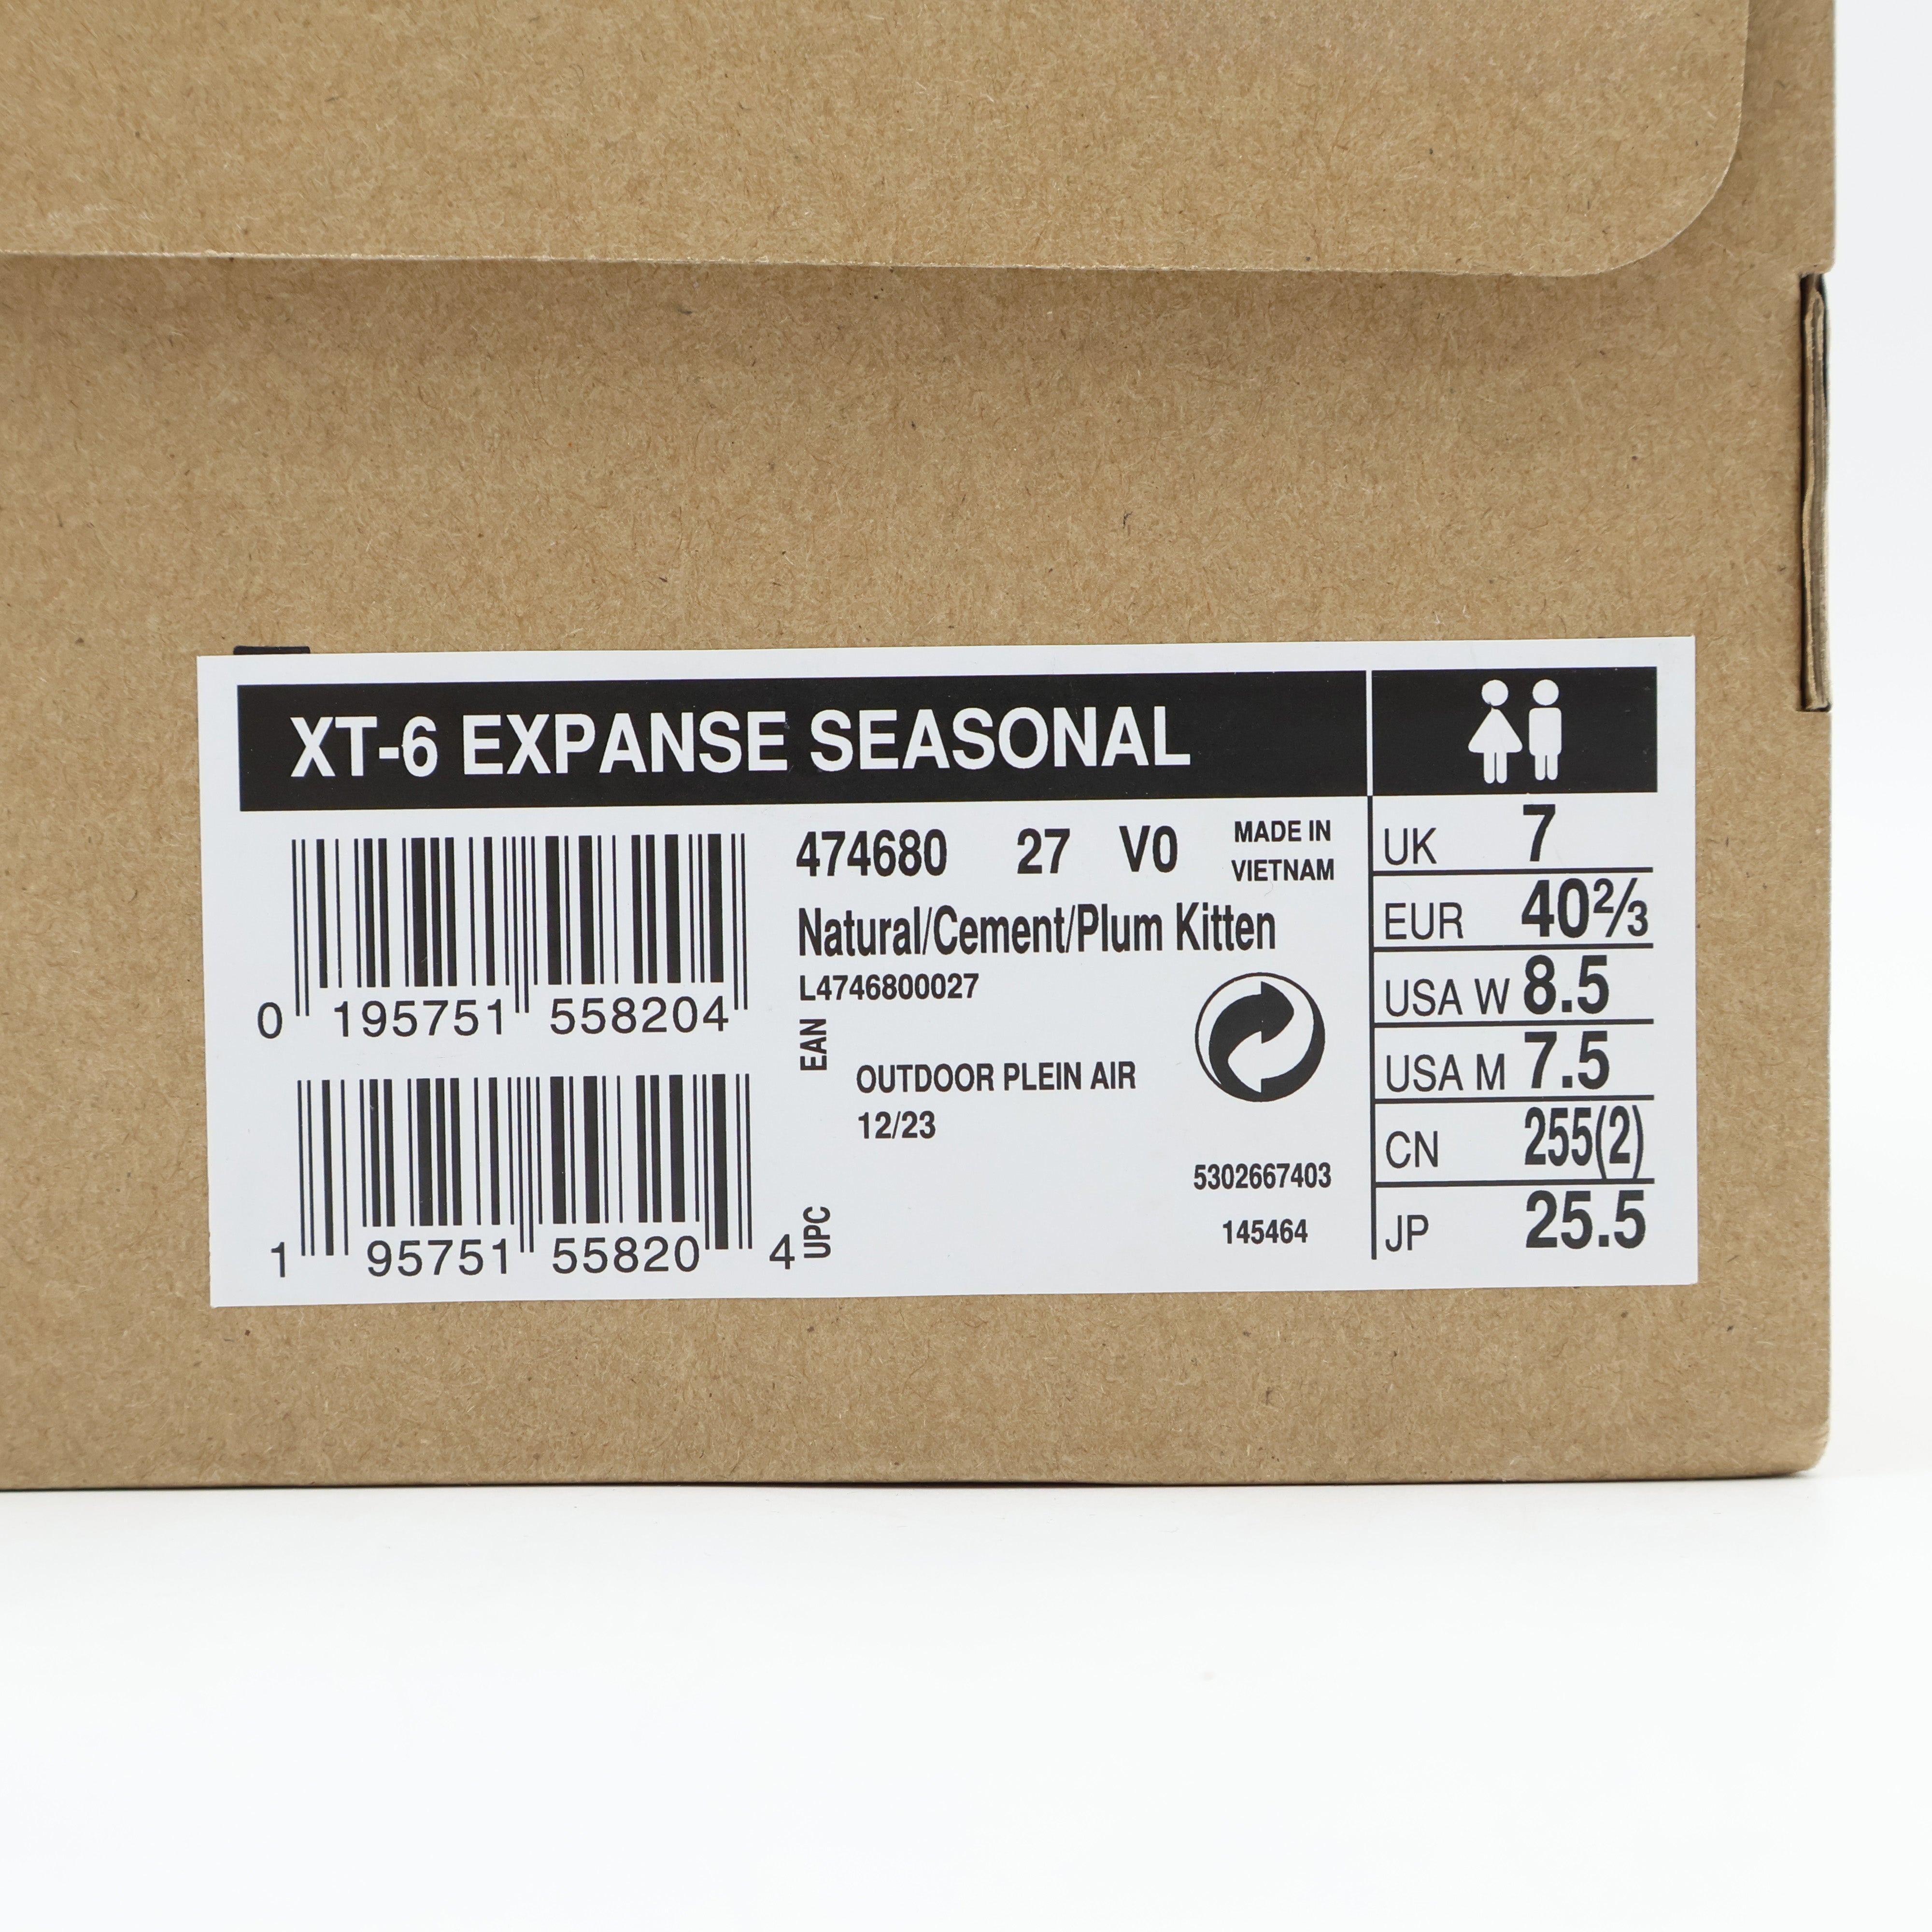 XT-6 EXPANSE SEASONAL
0 195751 558204
EAN
1 95751 55820 4
UPC
474680 27 V0
MADE IN
VIETNAM
Natural/Cement/Plum Kitten
L4746800027
OUTDOOR PLEIN AIR
12/23
5302667403
145464
UK 7
EUR 40⅔
USA W 8.5
USA M 7.5
CN 255(2)
JP 25.5